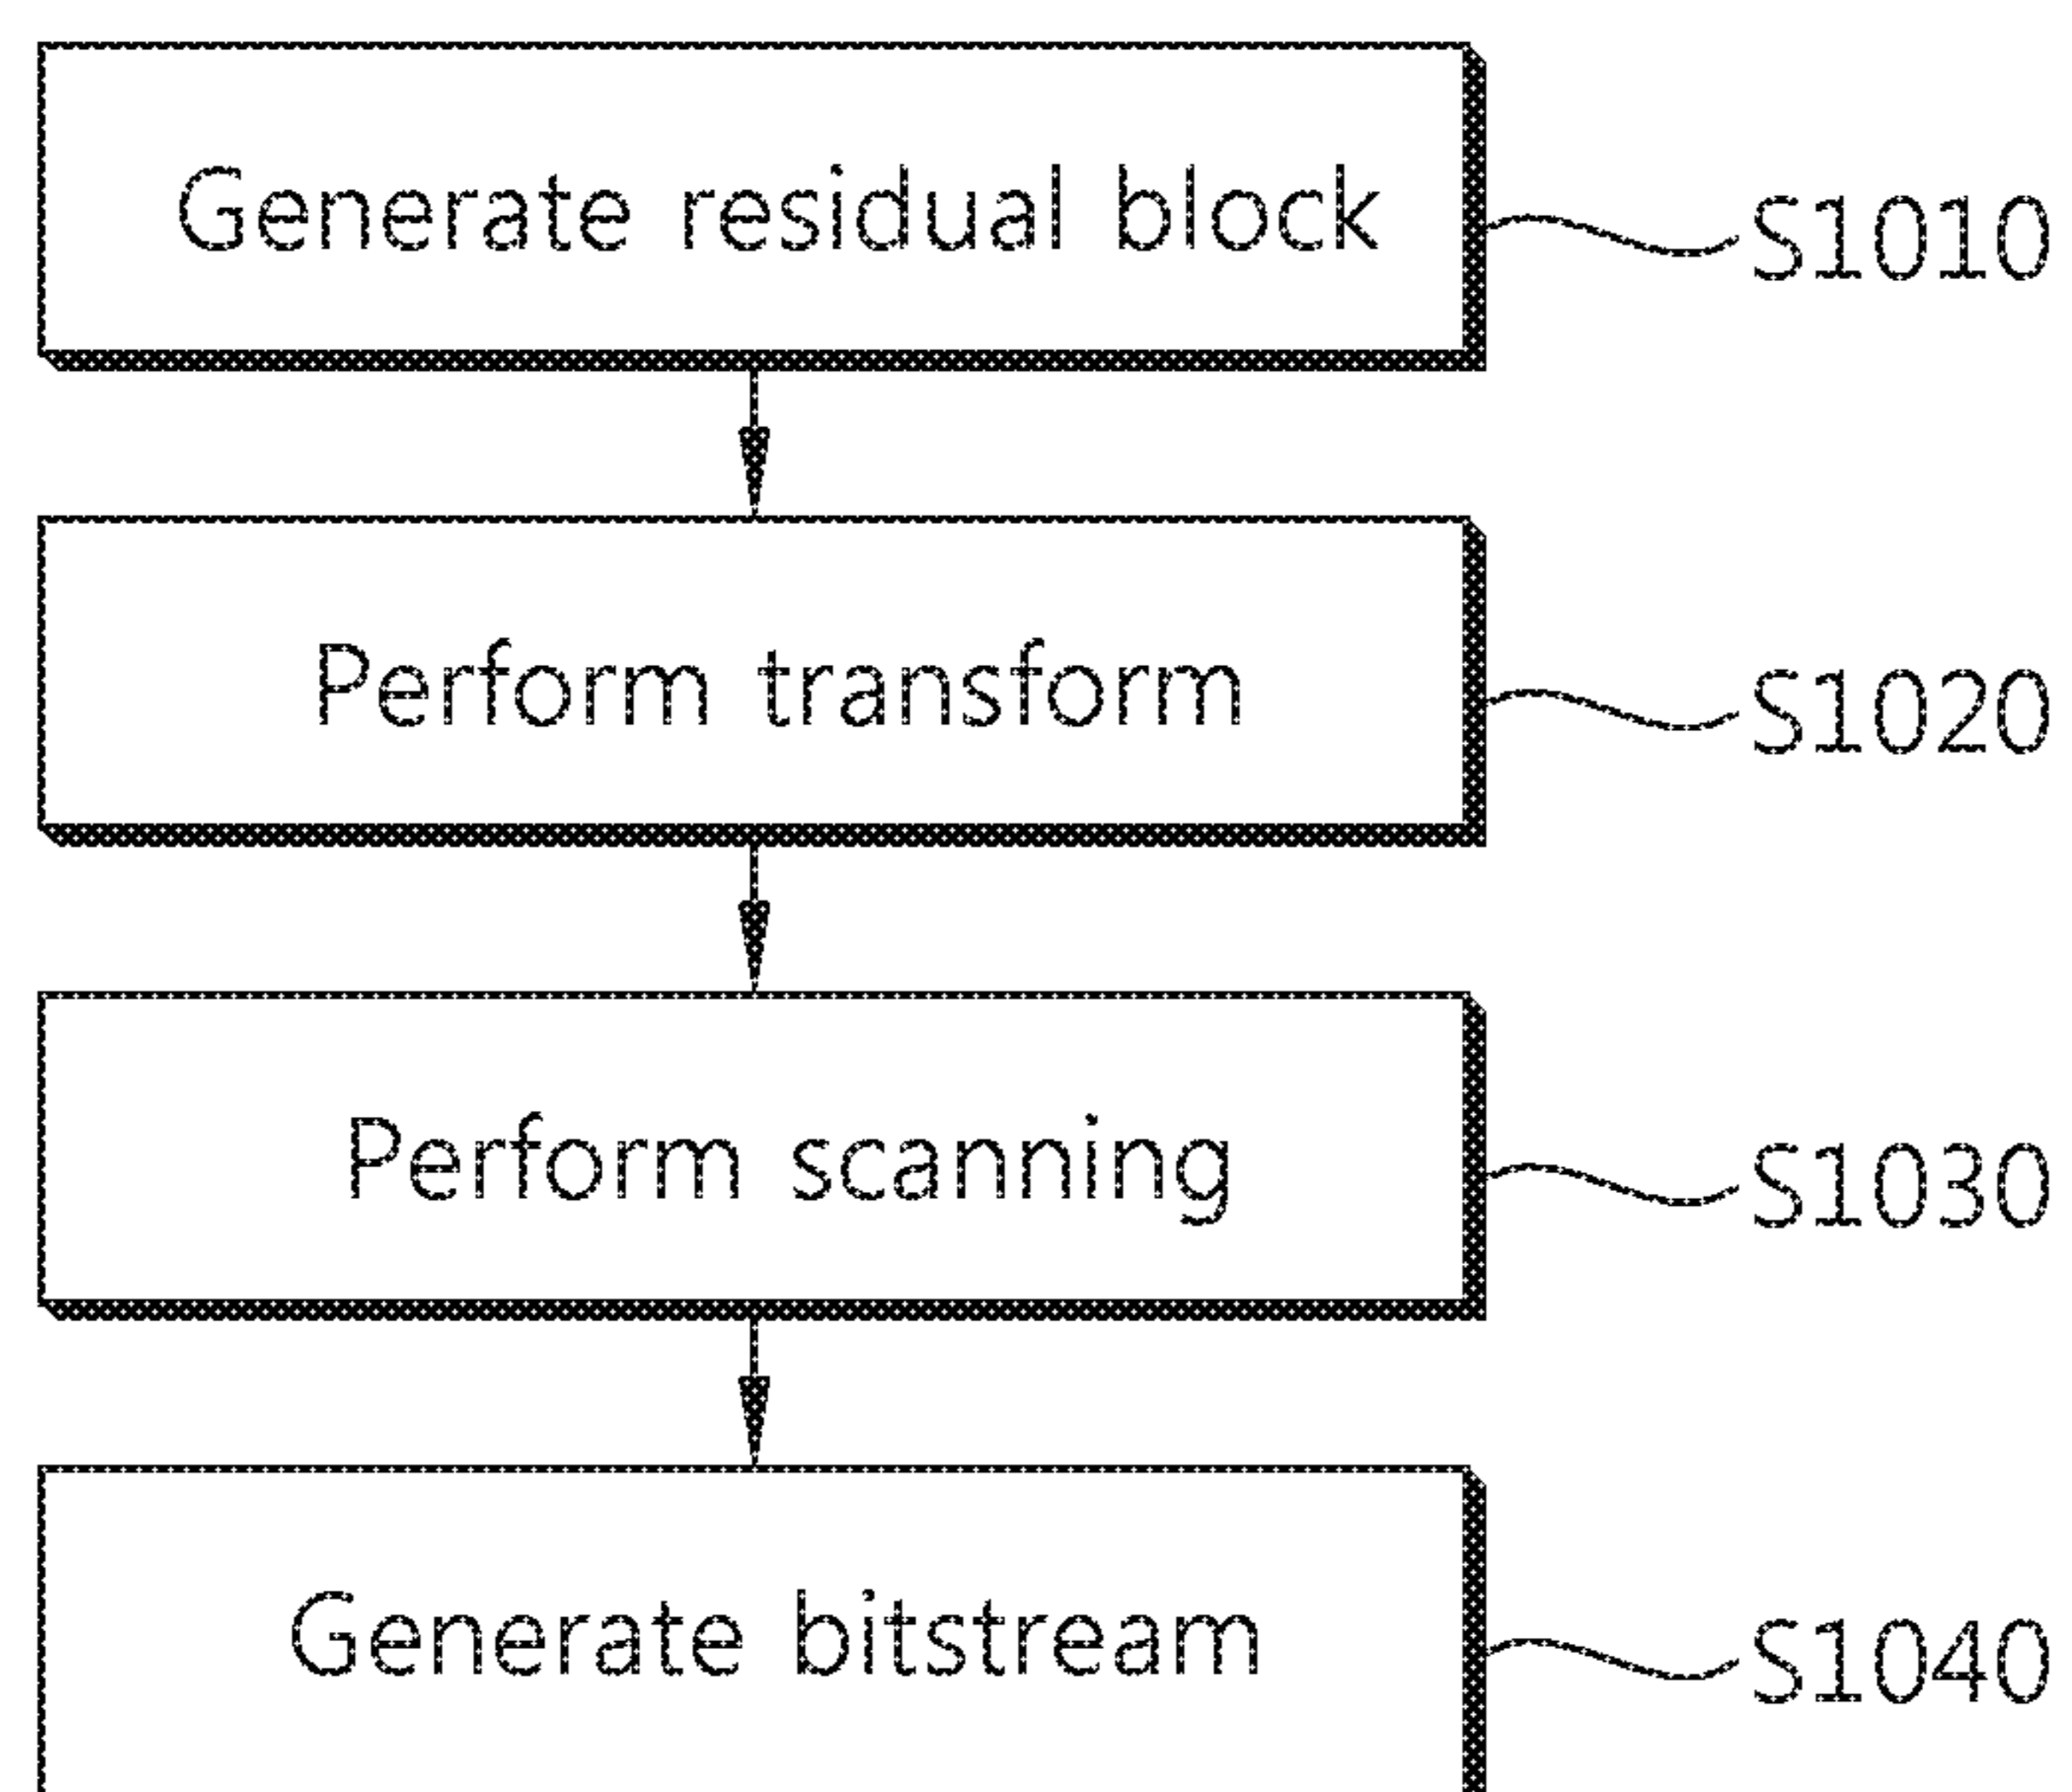 Generate residual block
S1010
Perform transform
S1020
Perform scanning
S1030
Generate bitstream
S1040